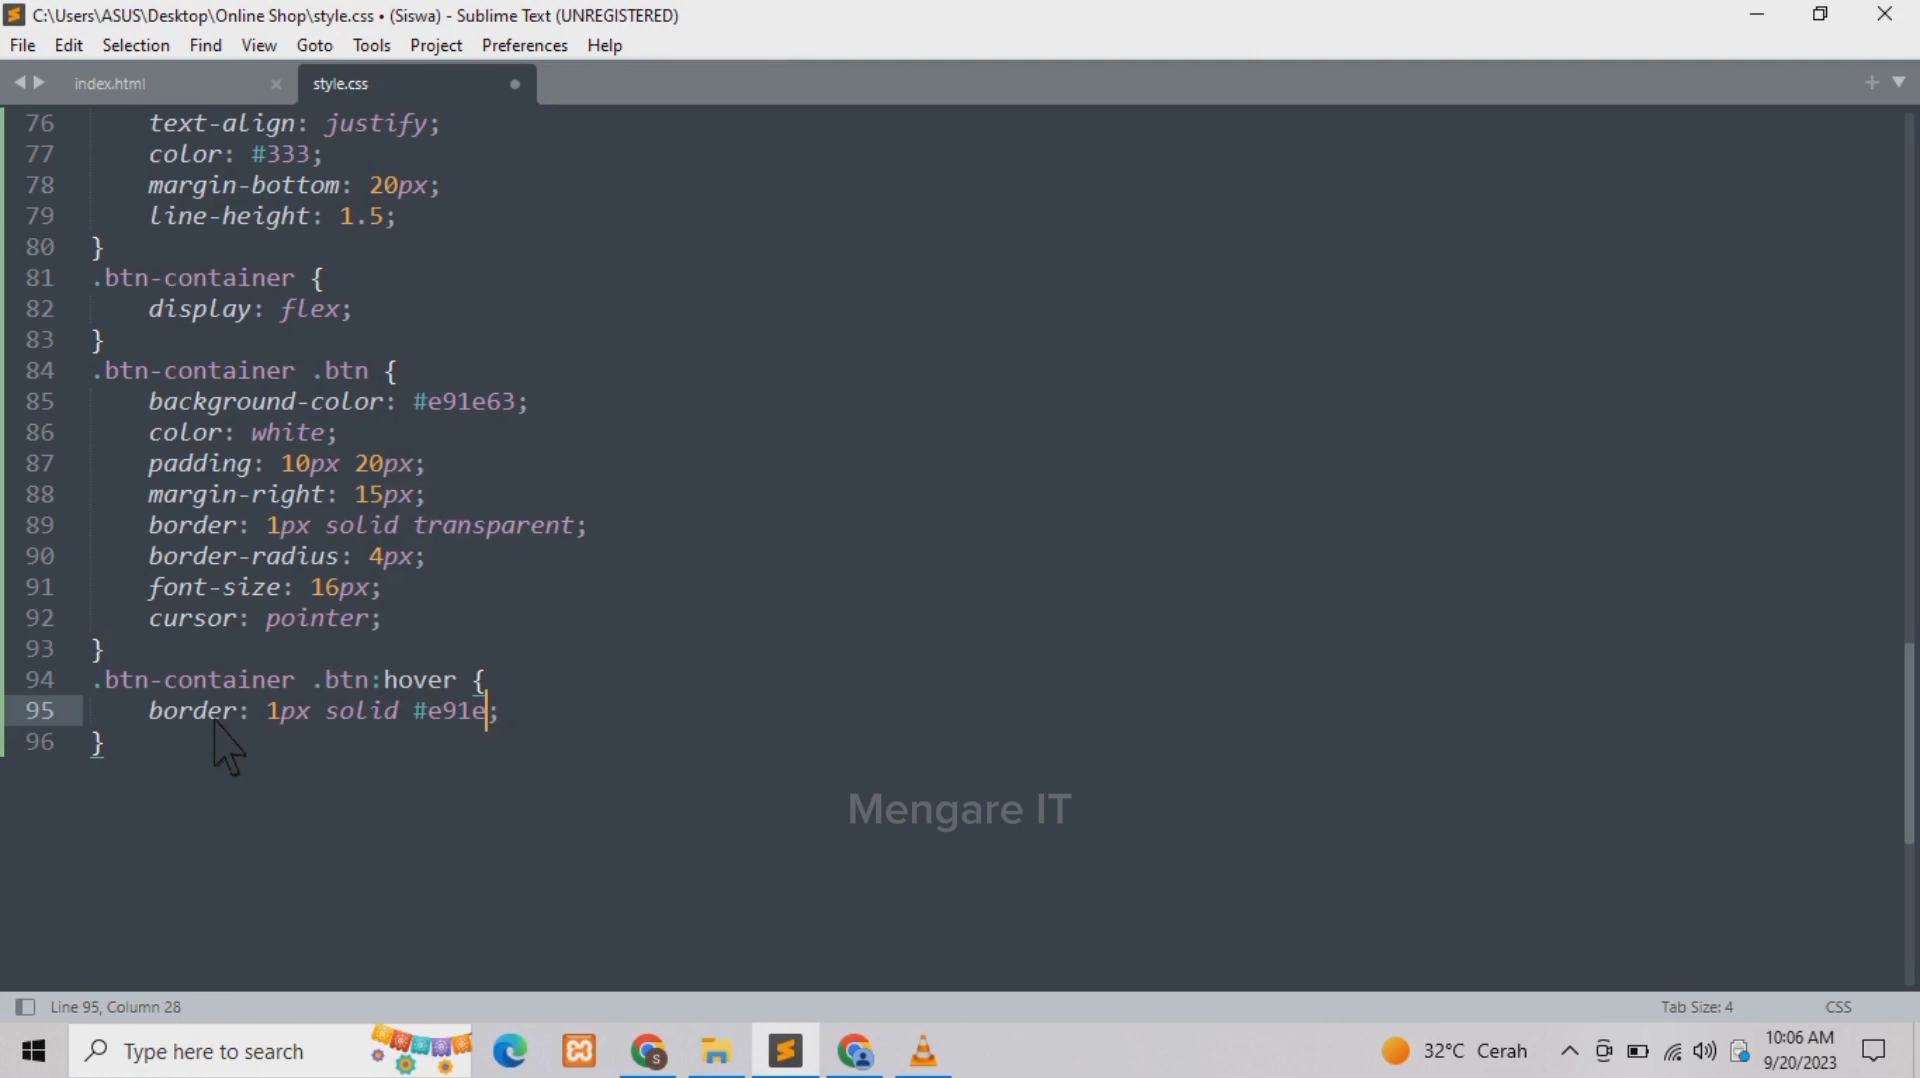 C:\Users\ASUS\Desktop\Online Shop\style.css • (Siswa) - Sublime Text (UNREGISTERED)
File Edit Selection Find View Goto Tools Project Preferences Help
index.html style.css
76 text-align: justify;
77 color: #333;
78 margin-bottom: 20px;
79 line-height: 1.5;
80 }
81 .btn-container {
82 display: flex;
83 }
84 .btn-container .btn {
85 background-color: #e91e63;
86 color: white;
87 padding: 10px 20px;
88 margin-right: 15px;
89 border: 1px solid transparent;
90 border-radius: 4px;
91 font-size: 16px;
92 cursor: pointer;
93 }
94 .btn-container .btn:hover {
95 border: 1px solid #e91e;
96 }
Mengare IT
Line 95, Column 28 Tab Size: 4 CSS
Type here to search 32°C Cerah 10:06 AM
9/20/2023